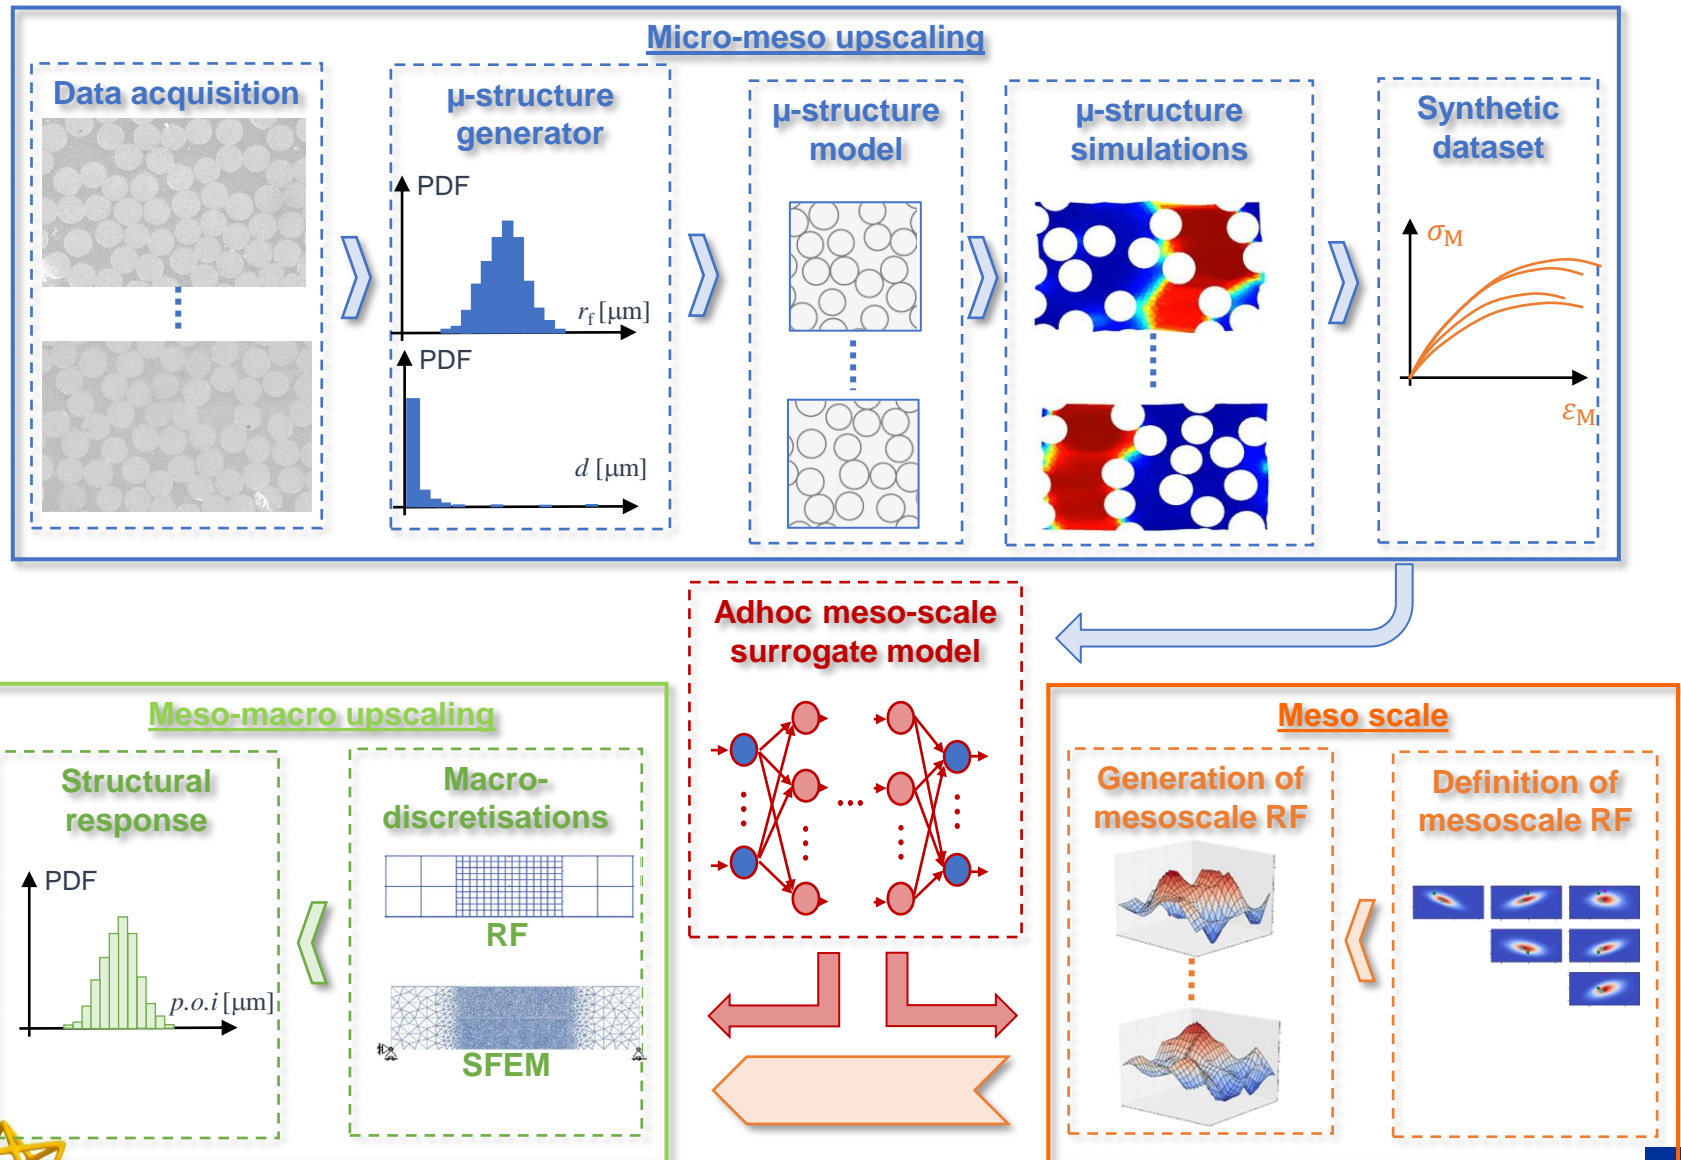 Micro-meso upscaling
Data acquisition
µ-structure
generator
PDF
r_f [µm]
PDF
d [µm]
µ-structure
model
µ-structure
simulations
Synthetic
dataset
σ_M
ε_M
Adhoc meso-scale
surrogate model
...
Meso-macro upscaling
Structural
response
PDF
p.o.i [µm]
Macro-
discretisations
RF
SFEM
Meso scale
Generation of
mesoscale RF
Definition of
mesoscale RF